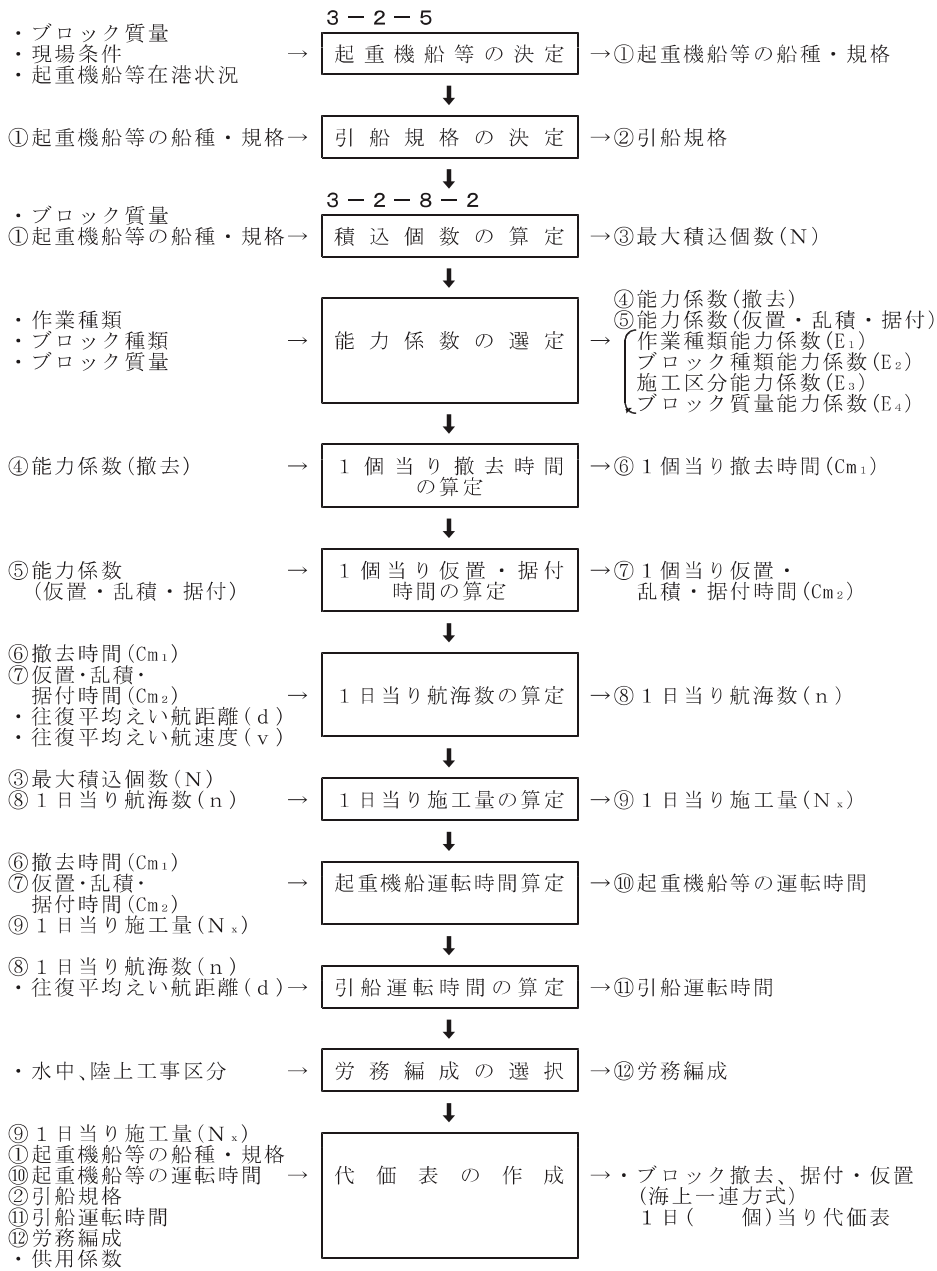 ３－２－５
・ブロック質量
・現場条件 → 起重機船等の決定 →①起重機船等の船種・規格
・起重機船等在港状況
⬇
①起重機船等の船種・規格→ 引船規格の決定 →②引船規格
⬇
３－２－８－２
・ブロック質量
①起重機船等の船種・規格→ 積込個数の算定 →③最大積込個数(Ｎ)
⬇
④能力係数(撤去)
・作業種類 ⑤能力係数(仮置・乱積・据付)
・ブロック種類 → 能力係数の選定 → 作業種類能力係数(E₁)
・ブロック質量 ブロック種類能力係数(E₂)
施工区分能力係数(E₃)
ブロック質量能力係数(E₄)
⬇
④能力係数(撤去) → １個当り撤去時間 →⑥１個当り撤去時間(Cm₁)
の算定
⬇
⑤能力係数 → １個当り仮置・据付 →⑦１個当り仮置・
(仮置・乱積・据付) 時間の算定 乱積・据付時間(Cm₂)
⬇
⑥撤去時間(Cm₁)
⑦仮置・乱積・
据付時間(Cm₂) → １日当り航海数の算定 →⑧１日当り航海数(ｎ)
・往復平均えい航距離(ｄ)
・往復平均えい航速度(ｖ)
⬇
③最大積込個数(Ｎ)
⑧１日当り航海数(ｎ) → １日当り施工量の算定 →⑨１日当り施工量(Ｎₓ)
⬇
⑥撤去時間(Cm₁)
⑦仮置・乱積・ → 起重機船運転時間算定 →⑩起重機船等の運転時間
据付時間(Cm₂)
⑨１日当り施工量(Ｎₓ)
⬇
⑧１日当り航海数(ｎ)
・往復平均えい航距離(ｄ)→ 引船運転時間の算定 →⑪引船運転時間
⬇
・水中、陸上工事区分 → 労務編成の選択 →⑫労務編成
⬇
⑨１日当り施工量(Ｎₓ)
①起重機船等の船種・規格
⑩起重機船等の運転時間 → 代価表の作成 →・ブロック撤去、据付・仮置
②引船規格 (海上一連方式)
⑪引船運転時間 １日(　　個)当り代価表
⑫労務編成
・供用係数